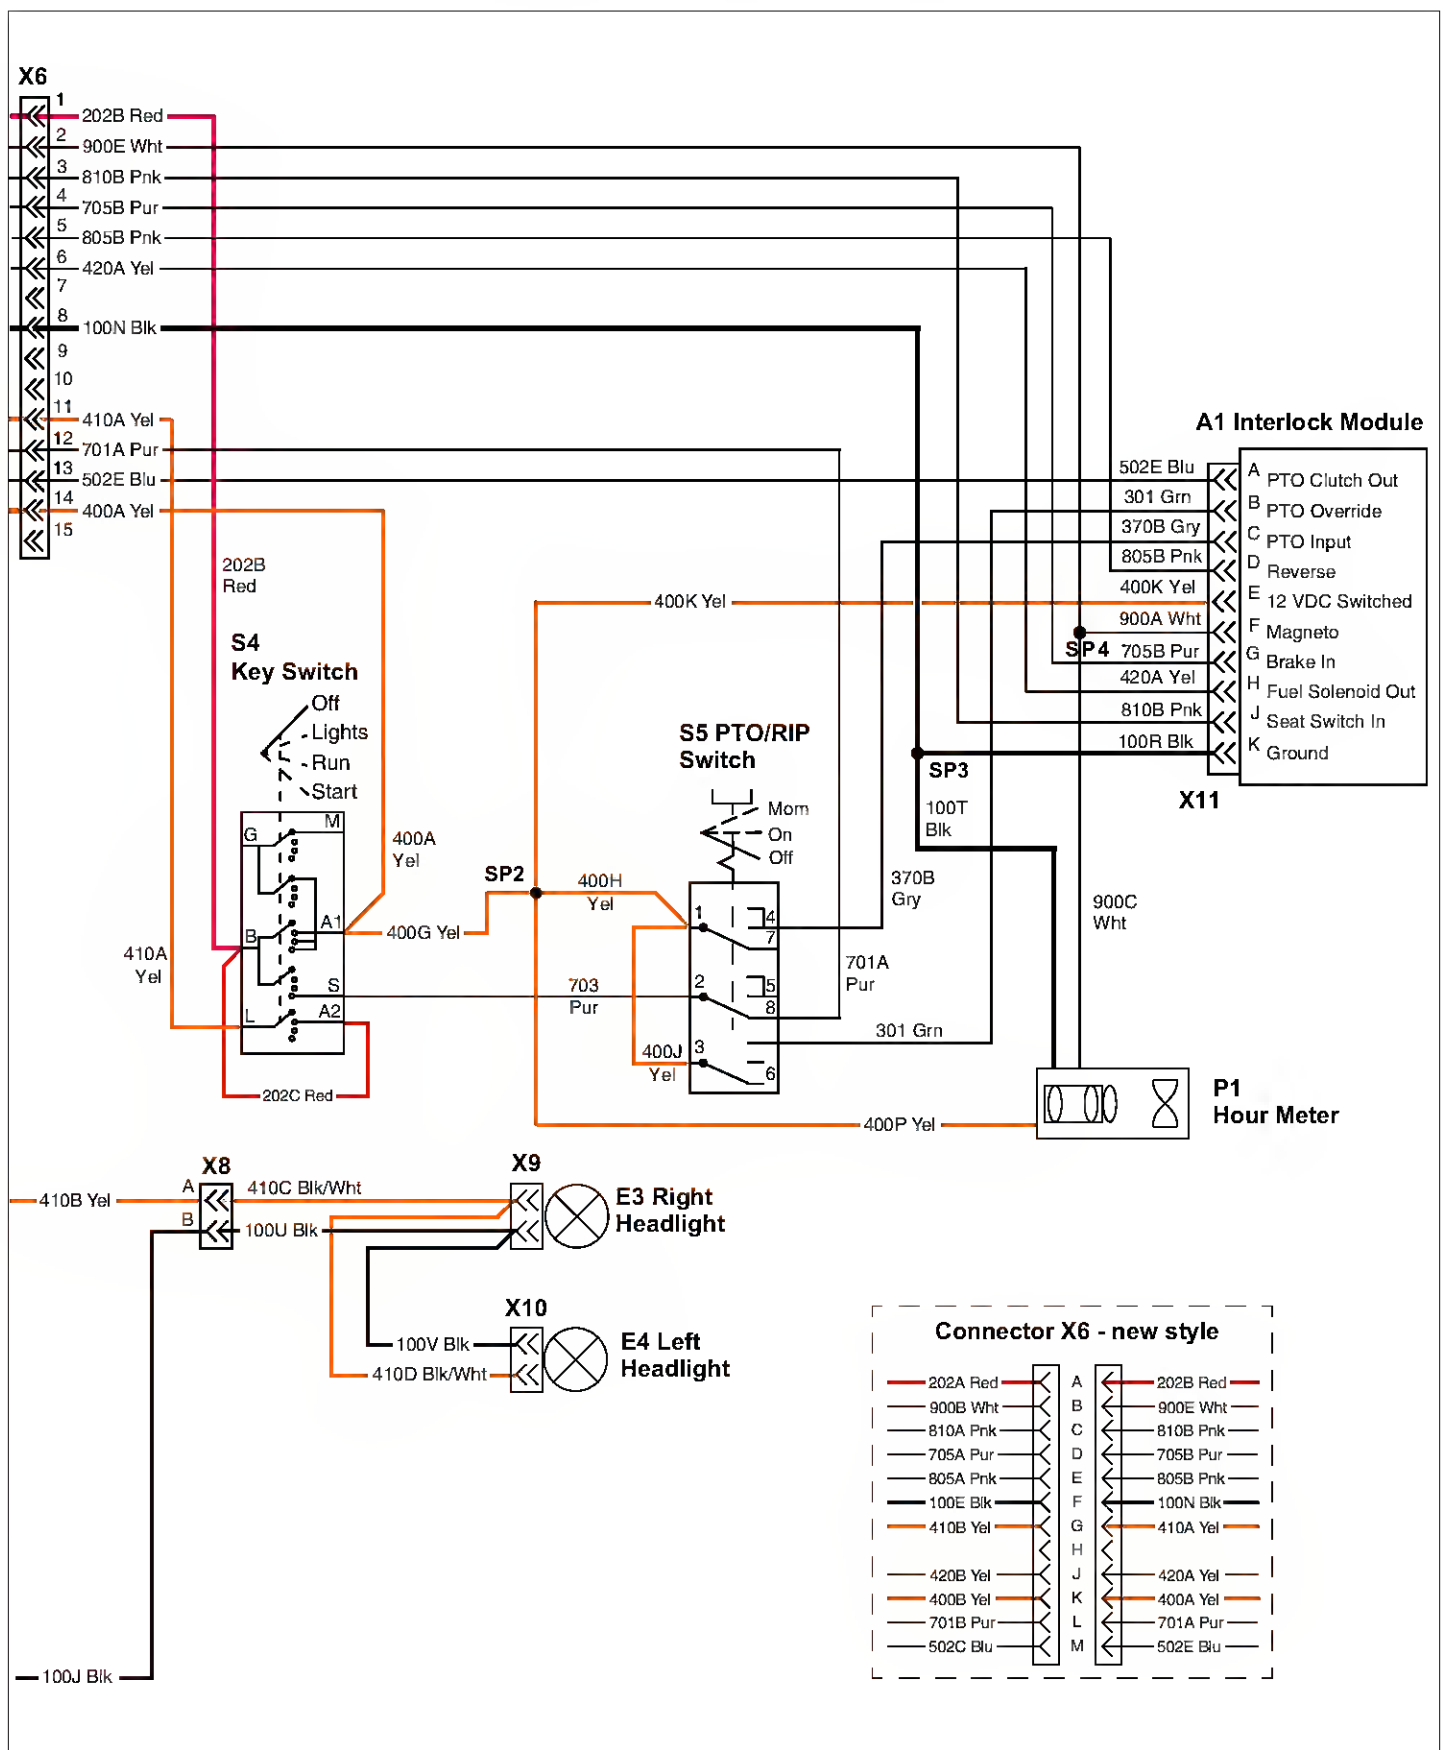 X6
1
202B Red
2
900E Wht
3
810B Pnk
4
705B Pur
5
805B Pnk
6
420A Yel
7
8
100N Blk
9
10
11
410A Yel
12
701A Pur
13
502E Blu
14
400A Yel
15
A1 Interlock Module
502E Blu A PTO Clutch Out
301 Grn B PTO Override
370B Gry C PTO Input
805B Pnk D Reverse
400K Yel E 12 VDC Switched
900A Wht F Magneto
705B Pur G Brake In
420A Yel H Fuel Solenoid Out
810B Pnk J Seat Switch In
100R Blk K Ground
X11
SP4
SP3
400K Yel
202B
Red
S4
Key Switch
Off
Lights
Run
Start
G
M
B
A1
S
L
A2
400A
Yel
400G Yel
410A
Yel
202C Red
SP2
400H
Yel
703
Pur
400J
Yel
S5 PTO/RIP
Switch
Mom
On
Off
1
4
7
2
5
8
3
6
370B
Gry
701A
Pur
301 Grn
100T
Blk
900C
Wht
400P Yel
P1
Hour Meter
X8
410B Yel
A
B
410C Blk/Wht
100U Blk
X9
E3 Right
Headlight
X10
E4 Left
Headlight
100V Blk
410D Blk/Wht
100J Blk
Connector X6 - new style
202A Red A 202B Red
900B Wht B 900E Wht
810A Pnk C 810B Pnk
705A Pur D 705B Pur
805A Pnk E 805B Pnk
100E Blk F 100N Blk
410B Yel G 410A Yel
H
420B Yel J 420A Yel
400B Yel K 400A Yel
701B Pur L 701A Pur
502C Blu M 502E Blu